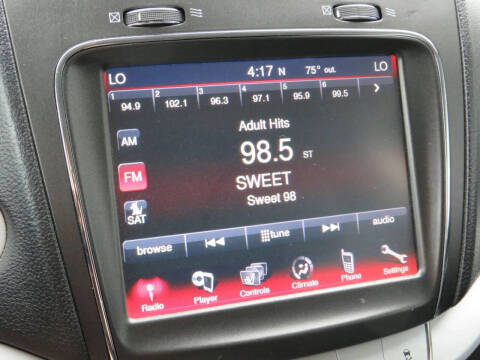 LO 4:17 N 75° out. LO
1 2 3 4 5 6
94.9 102.1 96.3 97.1 95.9 99.5
Adult Hits
AM
98.5 ST
FM
SWEET
Sweet 98
SAT
browse tune audio
Radio Player Controls Climate Phone Settings